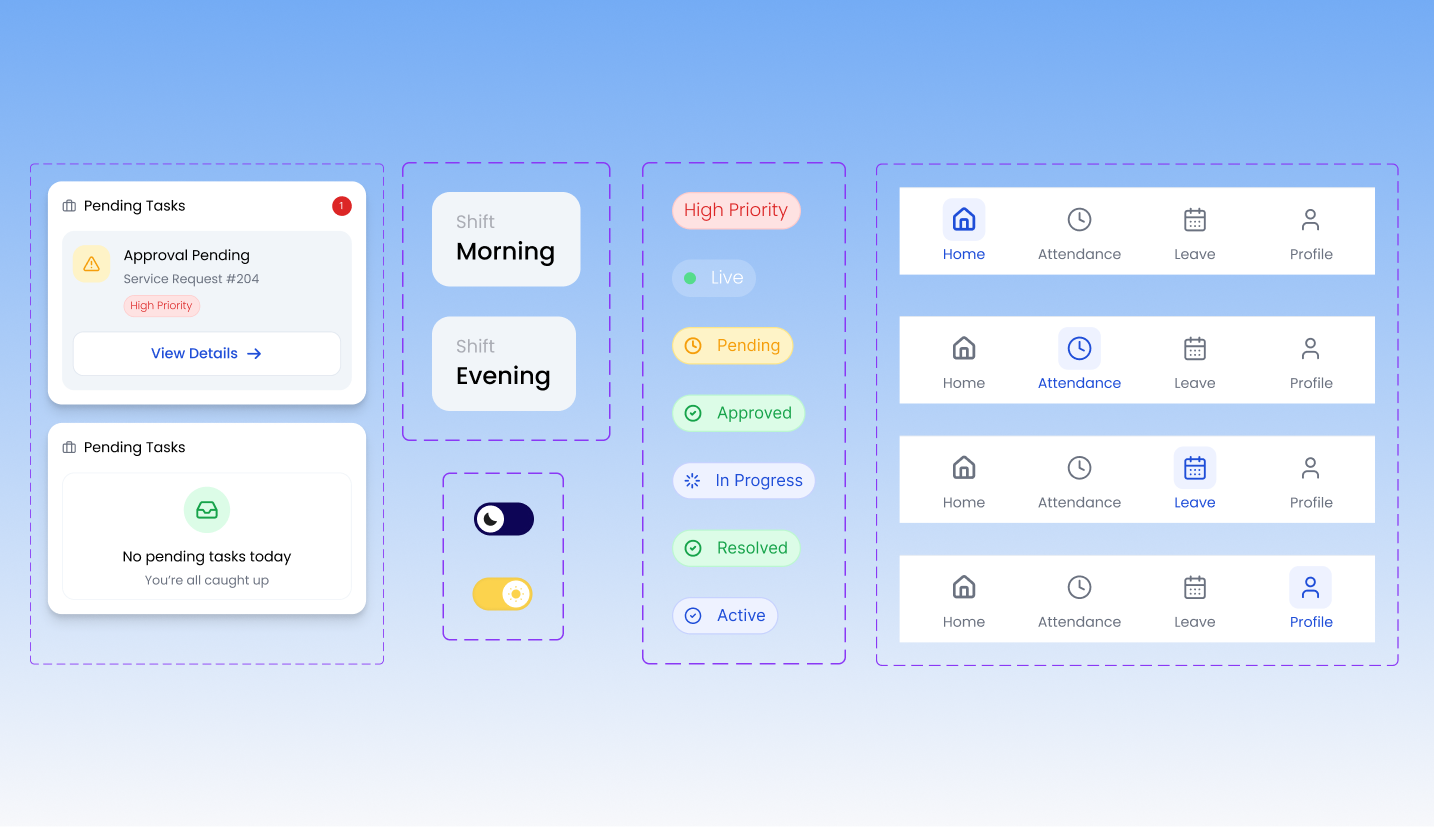 Pending Tasks
1
Approval Pending
Service Request #204
High Priority
View Details
Pending Tasks
No pending tasks today
You're all caught up
Shift
Morning
Shift
Evening
High Priority
Live
Pending
Approved
In Progress
Resolved
Active
Home Attendance Leave Profile
Home Attendance Leave Profile
Home Attendance Leave Profile
Home Attendance Leave Profile